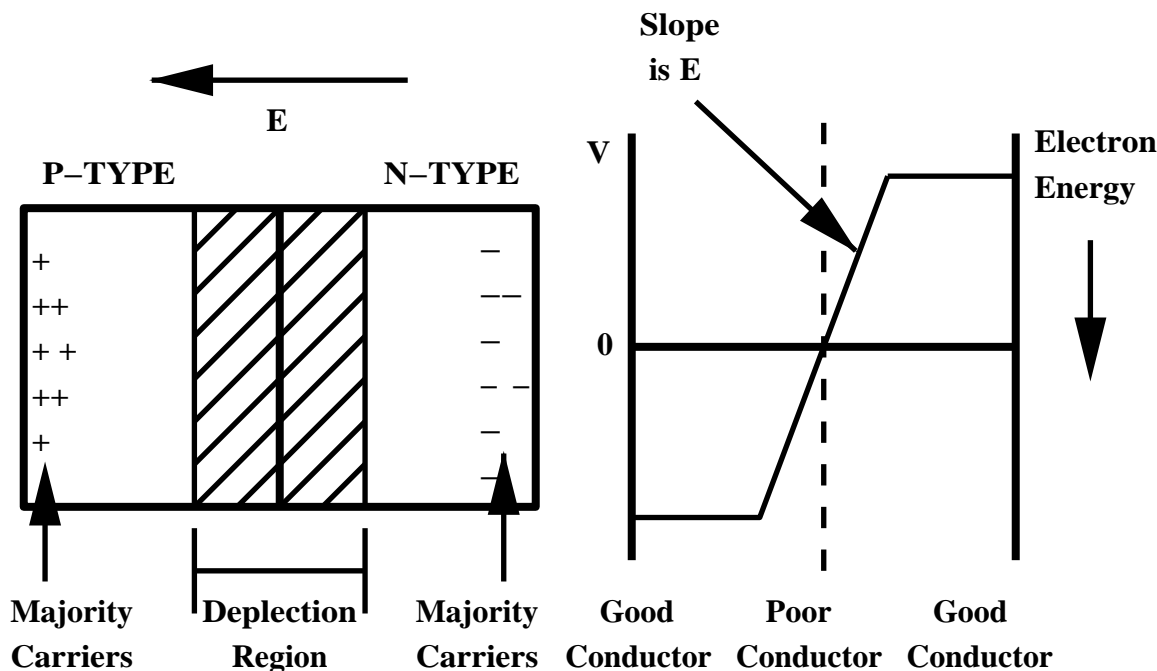 Slope
is E
E
V
Electron
Energy
P–TYPE
N–TYPE
+
++
+ +
++
+
–
––
–
– –
–
–
0
Majority
Carriers
Deplection
Region
Majority
Carriers
Good
Conductor
Poor
Conductor
Good
Conductor